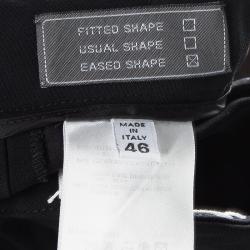 FITTED SHAPE
USUAL SHAPE
EASED SHAPE
MADE IN
ITALY
46